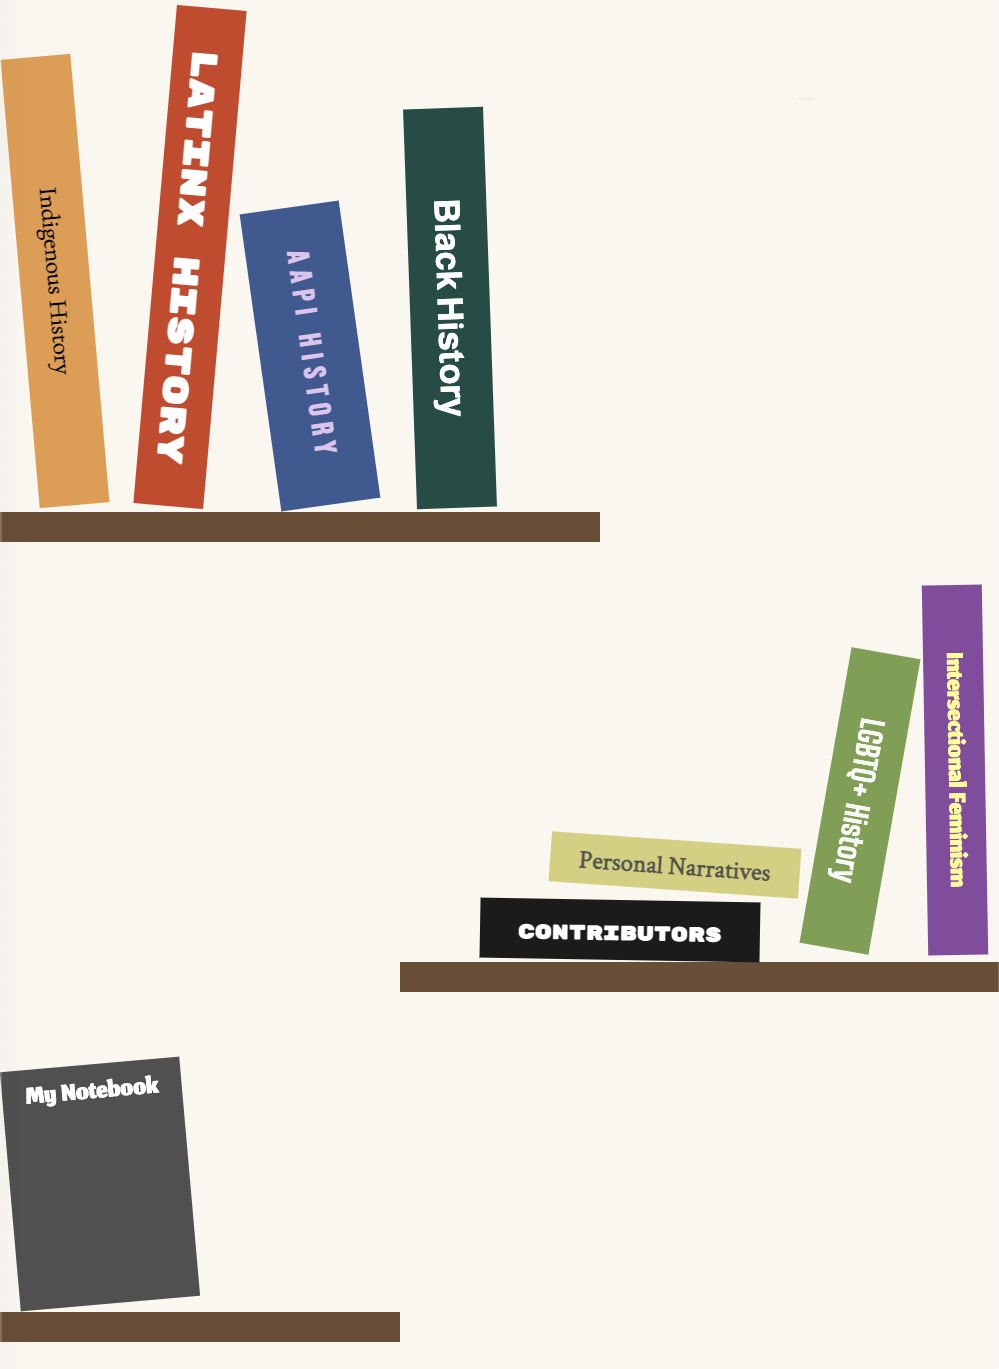 Indigenous History
LATINX HISTORY
AAPI HISTORY
Black History
Personal Narratives
CONTRIBUTORS
LGBTQ+ History
Intersectional Feminism
My Notebook